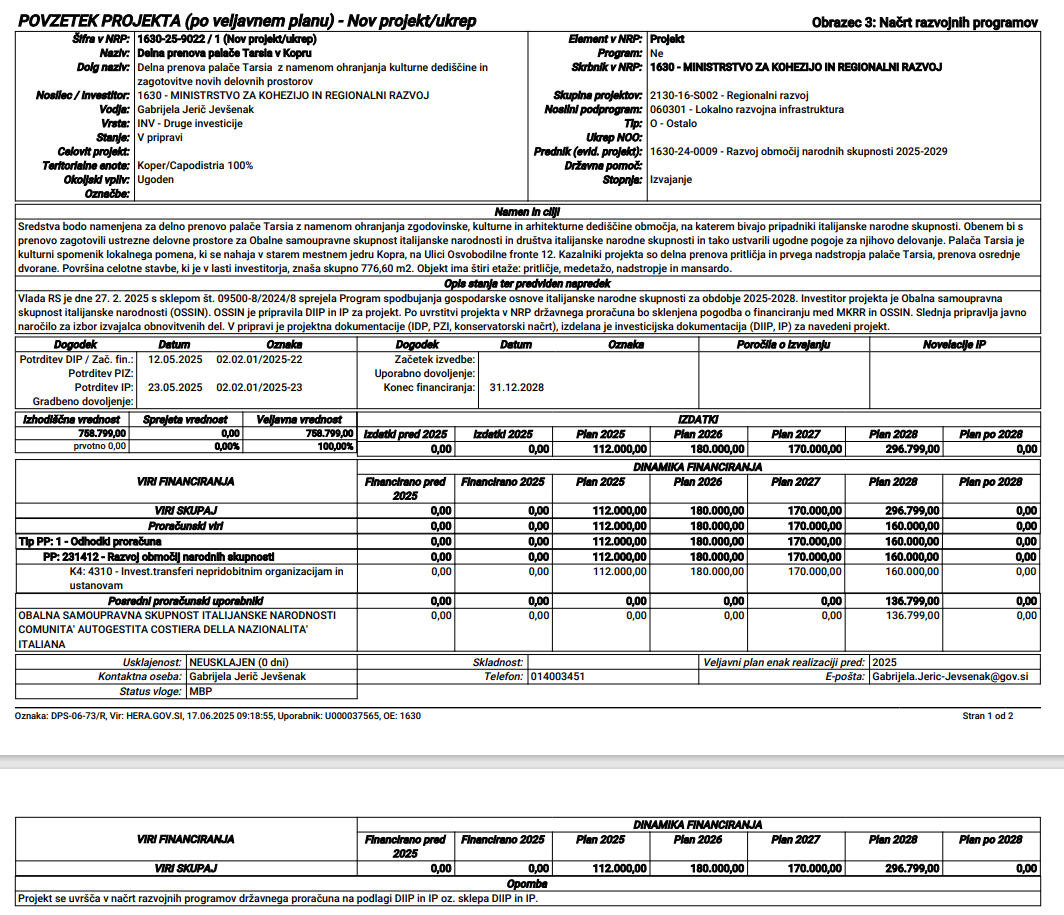 POVZETEK PROJEKTA (po veljavnem planu) - Nov projekt/ukrep
Obrazec 3: Načrt razvojnih programov
Šifra v NRP: 1630-25-9022 / 1 (Nov projekt/ukrep)
Naziv: Delna prenova palače Tarsia v Kopru
Dolg naziv: Delna prenova palače Tarsia z namenom ohranjanja kulturne dediščine in
zagotovitve novih delovnih prostorov
Nosilec / Investitor: 1630 - MINISTRSTVO ZA KOHEZIJO IN REGIONALNI RAZVOJ
Vodja: Gabrijela Jerič Jevšenak
Vrsta: INV - Druge investicije
Stanje: V pripravi
Celovit projekt:
Teritorialne enote: Koper/Capodistria 100%
Okoljski vpliv: Ugoden
Označbe:
Element v NRP: Projekt
Program: Ne
Skrbnik v NRP: 1630 - MINISTRSTVO ZA KOHEZIJO IN REGIONALNI RAZVOJ
Skupina projektov: 2130-16-S002 - Regionalni razvoj
Nosilni podprogram: 060301 - Lokalno razvojna infrastruktura
Tip: O - Ostalo
Ukrep NOO:
Prednik (evid. projekt): 1630-24-0009 - Razvoj območij narodnih skupnosti 2025-2029
Državna pomoč:
Stopnja: Izvajanje
Namen in cilji
Sredstva bodo namenjena za delno prenovo palače Tarsia z namenom ohranjanja zgodovinske, kulturne in arhitekturne dediščine območja, na katerem bivajo pripadniki italijanske narodne skupnosti. Obenem bi s
prenovo zagotovili ustrezne delovne prostore za Obalne samoupravne skupnost italijanske narodnosti in društva italijanske narodne skupnosti in tako ustvarili ugodne pogoje za njihovo delovanje. Palača Tarsia je
kulturni spomenik lokalnega pomena, ki se nahaja v starem mestnem jedru Kopra, na Ulici Osvobodilne fronte 12. Kazalniki projekta so delna prenova pritličja in prvega nadstropja palače Tarsia, prenova osrednje
dvorane. Površina celotne stavbe, ki je v lasti investitorja, znaša skupno 776,60 m2. Objekt ima štiri etaže: pritličje, medetažo, nadstropje in mansardo.
Opis stanja ter predviden napredek
Vlada RS je dne 27. 2. 2025 s sklepom št. 09500-8/2024/8 sprejela Program spodbujanja gospodarske osnove italijanske narodne skupnosti za obdobje 2025-2028. Investitor projekta je Obalna samoupravna
skupnost italijanske narodnosti (OSSIN). OSSIN je pripravila DIIP in IP za projekt. Po uvrstitvi projekta v NRP državnega proračuna bo sklenjena pogodba o financiranju med MKRR in OSSIN. Slednja pripravlja javno
naročilo za izbor izvajalca obnovitvenih del. V pripravi je projektna dokumentacije (IDP, PZI, konservatorski načrt), izdelana je investicijska dokumentacija (DIIP, IP) za navedeni projekt.
Dogodek Datum Oznaka Dogodek Datum Oznaka Poročila o izvajanju Novelacije IP
Potrditev DIP / Zač. fin.: 12.05.2025 02.02.01/2025-22 Začetek izvedbe:
Potrditev PIZ: Uporabno dovoljenje:
Potrditev IP: 23.05.2025 02.02.01/2025-23 Konec financiranja: 31.12.2028
Gradbeno dovoljenje:
Izhodiščna vrednost Sprejeta vrednost Veljavna vrednost IZDATKI
758.799,00 0,00 758.799,00 Izdatki pred 2025 Izdatki 2025 Plan 2025 Plan 2026 Plan 2027 Plan 2028 Plan po 2028
prvotno 0,00 0,00% 100,00% 0,00 0,00 112.000,00 180.000,00 170.000,00 296.799,00 0,00
VIRI FINANCIRANJA DINAMIKA FINANCIRANJA
Financirano pred 2025 Financirano 2025 Plan 2025 Plan 2026 Plan 2027 Plan 2028 Plan po 2028
VIRI SKUPAJ 0,00 0,00 112.000,00 180.000,00 170.000,00 296.799,00 0,00
Proračunski viri 0,00 0,00 112.000,00 180.000,00 170.000,00 160.000,00 0,00
Tip PP: 1 - Odhodki proračuna 0,00 0,00 112.000,00 180.000,00 170.000,00 160.000,00 0,00
PP: 231412 - Razvoj območij narodnih skupnosti 0,00 0,00 112.000,00 180.000,00 170.000,00 160.000,00 0,00
K4: 4310 - Invest.transferi nepridobitnim organizacijam in 0,00 0,00 112.000,00 180.000,00 170.000,00 160.000,00 0,00
ustanovam
Posredni proračunski uporabniki 0,00 0,00 0,00 0,00 0,00 136.799,00 0,00
OBALNA SAMOUPRAVNA SKUPNOST ITALIJANSKE NARODNOSTI 0,00 0,00 0,00 0,00 0,00 136.799,00 0,00
COMUNITA' AUTOGESTITA COSTIERA DELLA NAZIONALITA'
ITALIANA
Usklajenost: NEUSKLAJEN (0 dni) Skladnost: Veljavni plan enak realizaciji pred: 2025
Kontaktna oseba: Gabrijela Jerič Jevšenak Telefon: 014003451 E-pošta: Gabrijela.Jeric-Jevsenak@gov.si
Status vloge: MBP
Oznaka: DPS-06-73/R, Vir: HERA.GOV.SI, 17.06.2025 09:18:55, Uporabnik: U000037565, OE: 1630 Stran 1 od 2
VIRI FINANCIRANJA DINAMIKA FINANCIRANJA
Financirano pred 2025 Financirano 2025 Plan 2025 Plan 2026 Plan 2027 Plan 2028 Plan po 2028
VIRI SKUPAJ 0,00 0,00 112.000,00 180.000,00 170.000,00 296.799,00 0,00
Opomba
Projekt se uvršča v načrt razvojnih programov državnega proračuna na podlagi DIIP in IP oz. sklepa DIIP in IP.